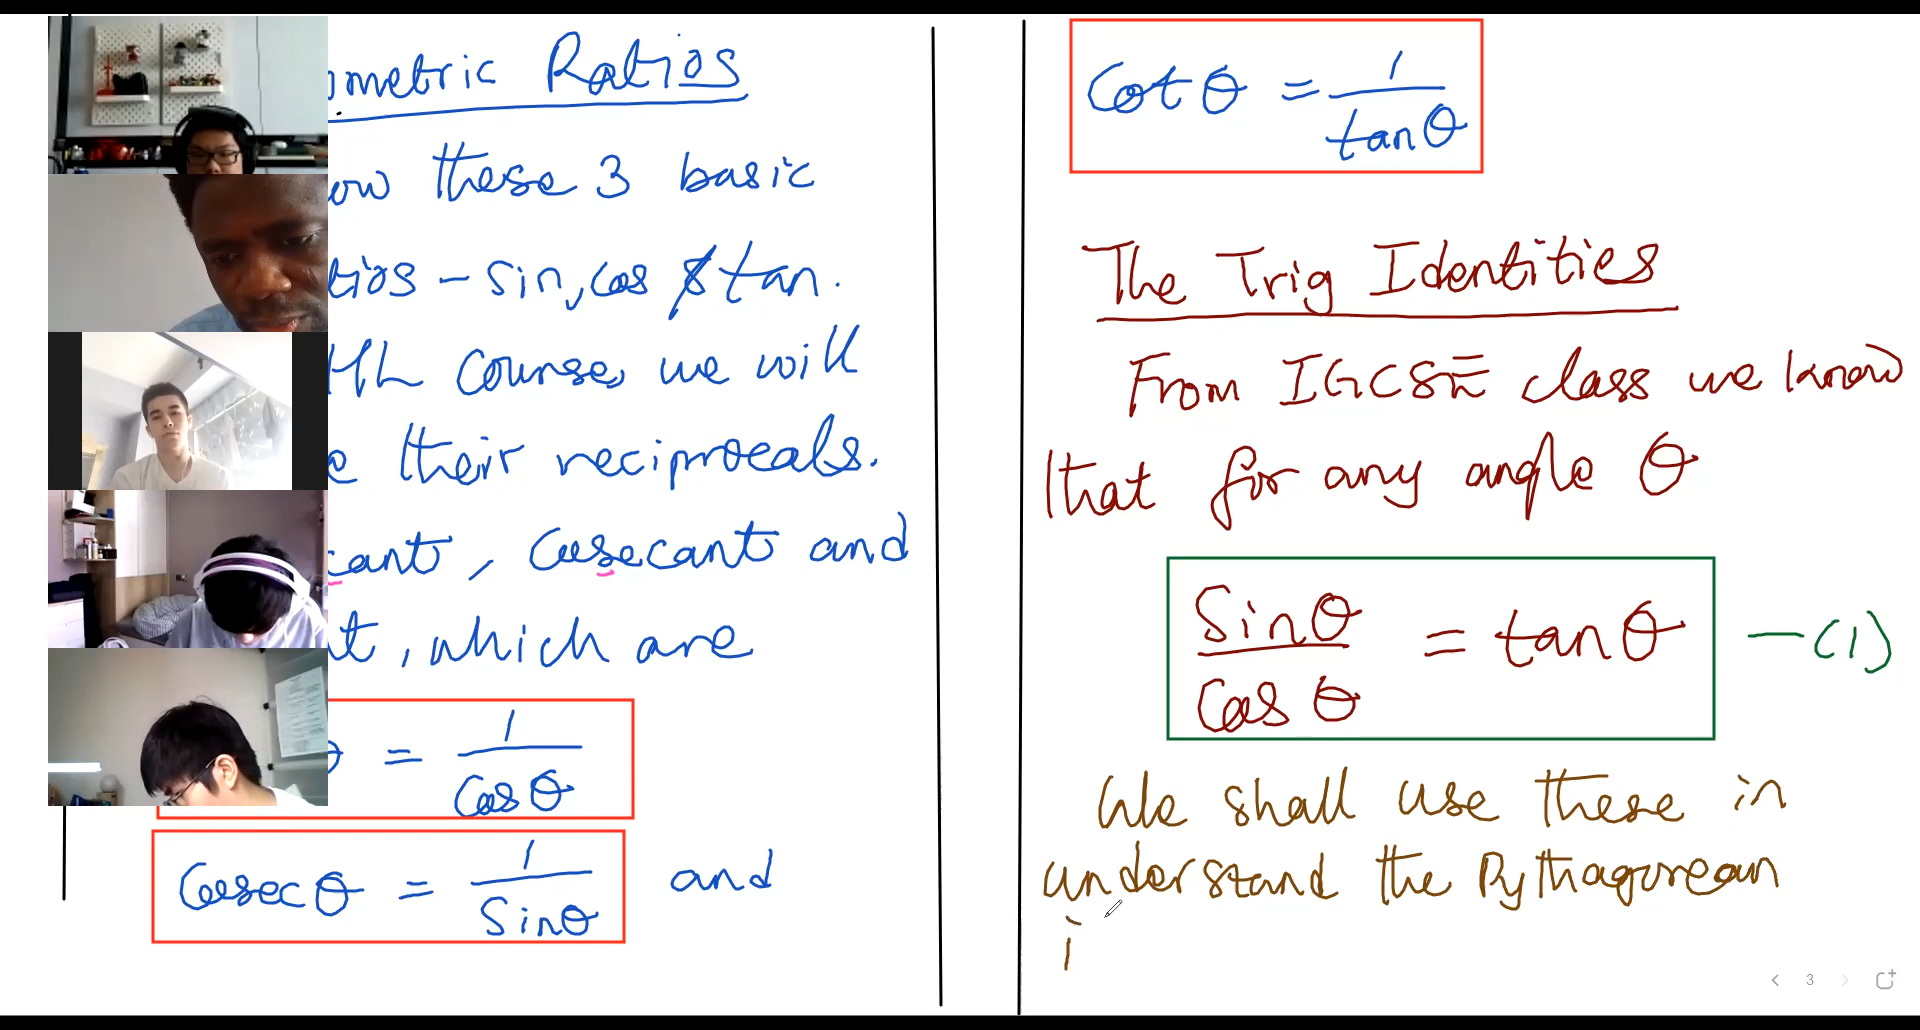 ometric Ratios
ow these 3 basic
tios - sin, cos & tan.
HL course, we will
e their reciprocals.
cant, Cosecant and
t, which are
θ = 1/Cos θ
Cosec θ = 1/Sin θ and
Cot θ = 1/tan θ
The Trig Identities
From IGCSE class we know
that for any angle θ
Sin θ/Cos θ = tan θ — (1)
We shall use these in
understand the Pythagorean
i
3